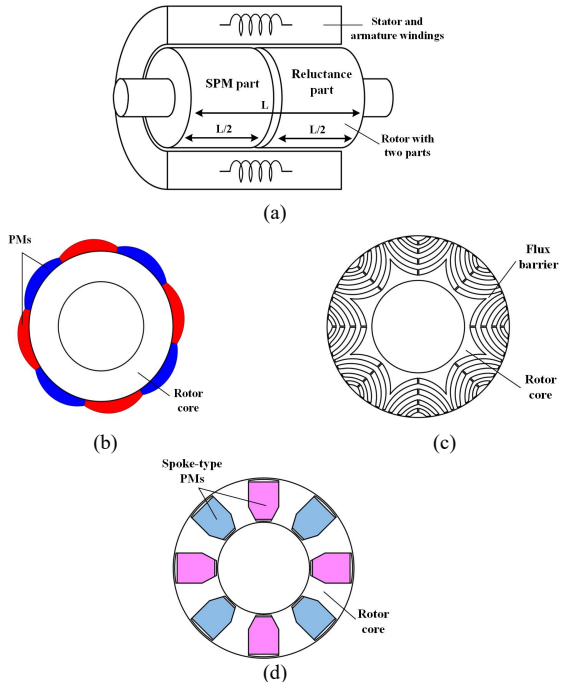 Stator and
armature windings
SPM part
Reluctance
part
L
L/2
L/2
Rotor with
two parts
(a)
PMs
Rotor
core
(b)
Flux
barrier
Rotor
core
(c)
Spoke-type
PMs
Rotor
core
(d)